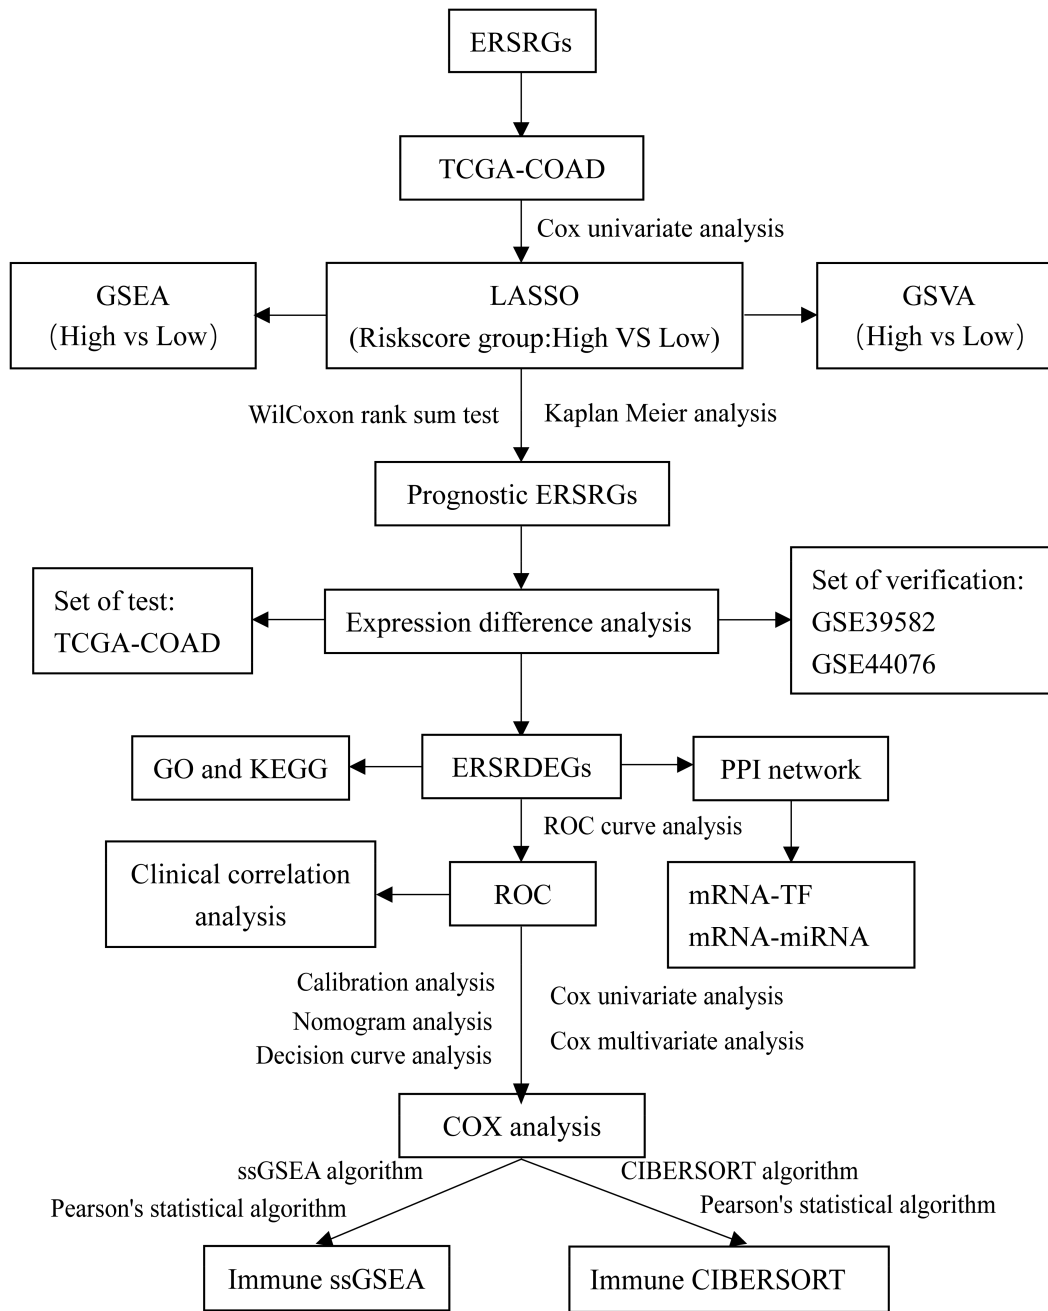 ERSRGs
TCGA-COAD
Cox univariate analysis
GSEA
（High vs Low）
LASSO
(Riskscore group:High VS Low)
GSVA
（High vs Low）
WilCoxon rank sum test
Kaplan Meier analysis
Prognostic ERSRGs
Set of test:
TCGA-COAD
Expression difference analysis
Set of verification:
GSE39582
GSE44076
GO and KEGG
ERSRDEGs
PPI network
ROC curve analysis
Clinical correlation
analysis
ROC
mRNA-TF
mRNA-miRNA
Calibration analysis
Nomogram analysis
Decision curve analysis
Cox univariate analysis
Cox multivariate analysis
COX analysis
ssGSEA algorithm
Pearson's statistical algorithm
CIBERSORT algorithm
Pearson's statistical algorithm
Immune ssGSEA
Immune CIBERSORT